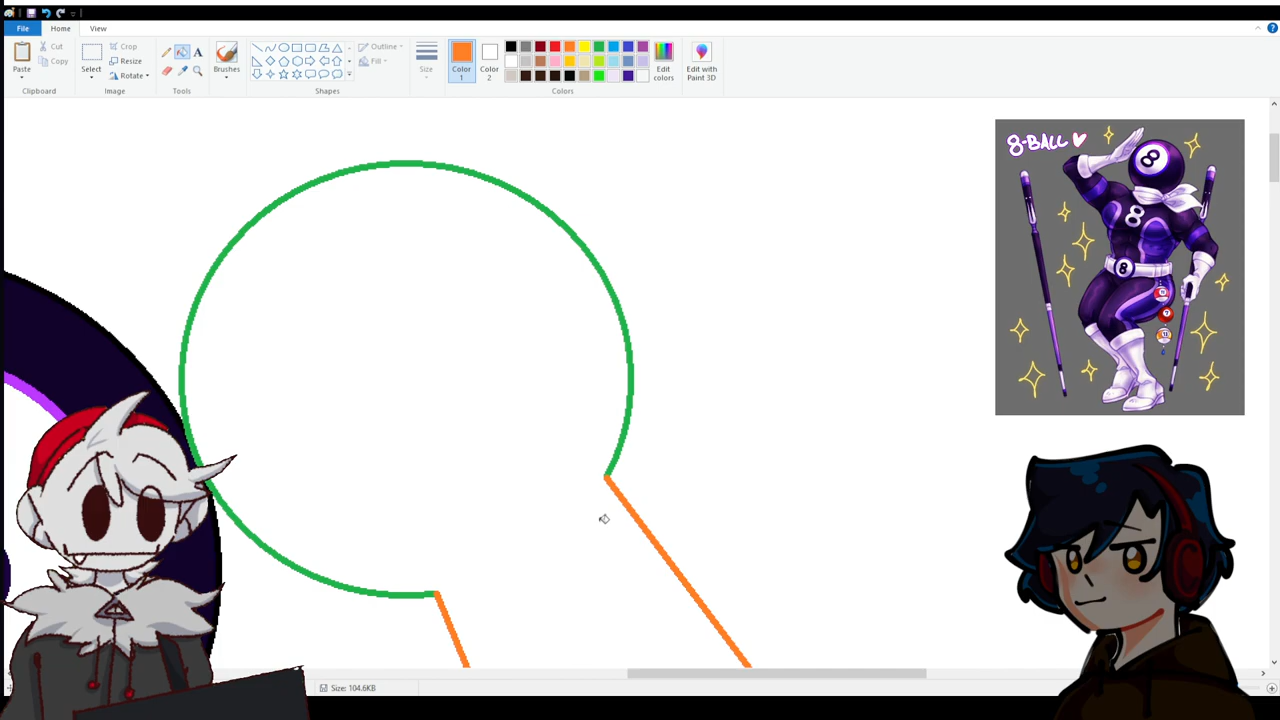 File Home View
Paste
Cut
Copy
Clipboard
Select
Crop
Resize
Rotate
Image
A
Tools
Brushes
Shapes
Outline
Fill
Size
Color
1
Color
2
Edit
colors
Colors
Edit with
Paint 3D
8-BALL
8
8
8
Size: 104.6KB